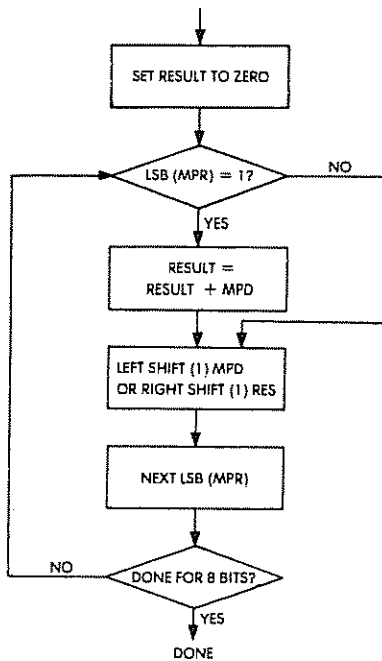 SET RESULT TO ZERO
LSB (MPR) = 1?
NO
YES
RESULT =
RESULT + MPD
LEFT SHIFT (1) MPD
OR RIGHT SHIFT (1) RES
NEXT LSB (MPR)
NO
DONE FOR 8 BITS?
YES
DONE